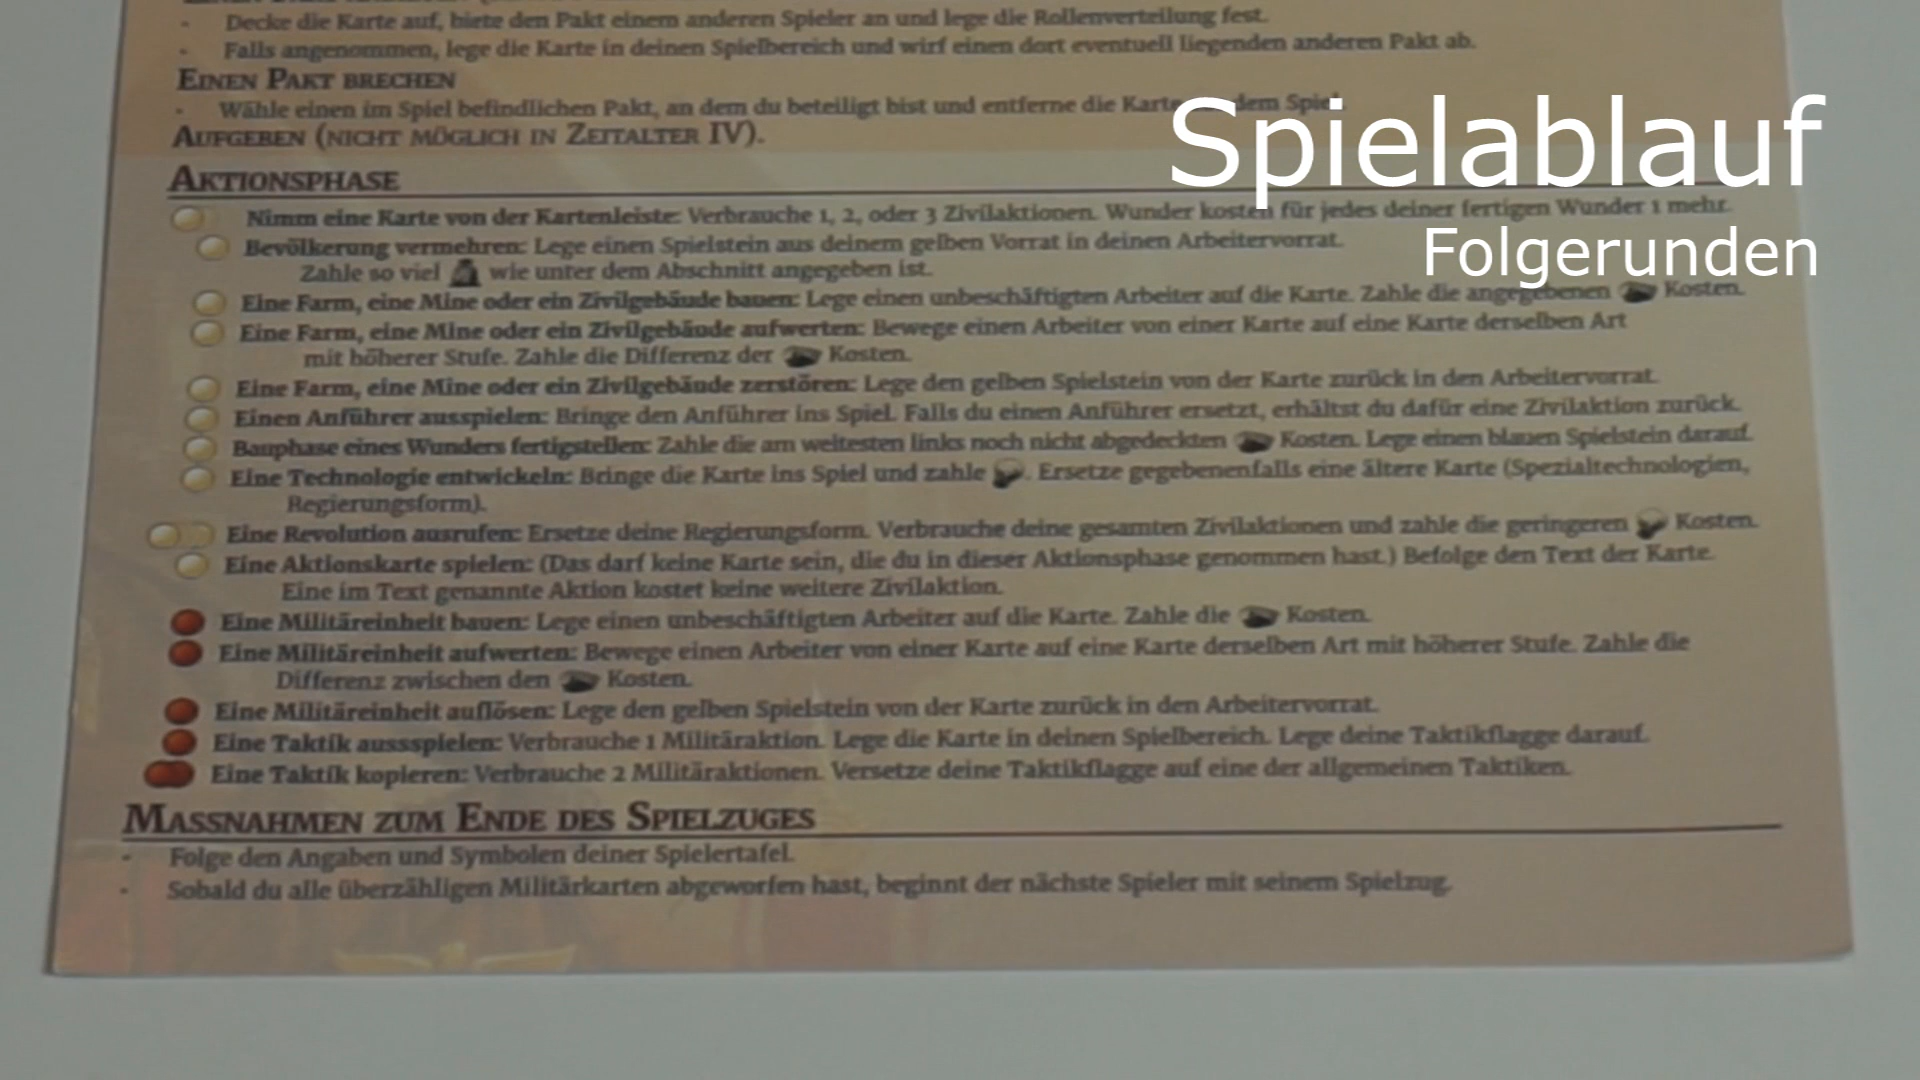 Decke die Karte auf, biete den Pakt einem anderen Spieler an und lege die Rollenverteilung fest.
Falls angenommen, lege die Karte in deinen Spielbereich und wirf einen dort eventuell liegenden anderen Pakt ab.
EINEN PAKT BRECHEN
Wähle einen im Spiel befindlichen Pakt, an dem du beteiligt bist und entferne die Karte dem Spiel.
AUFGEBEN (NICHT MÖGLICH IN ZEITALTER IV).
Spielablauf
Folgerunden
AKTIONSPHASE
Nimm eine Karte von der Kartenleiste: Verbrauche 1, 2, oder 3 Zivilaktionen. Wunder kosten für jedes deiner fertigen Wunder 1 mehr.
Bevölkerung vermehren: Lege einen Spielstein aus deinem gelben Vorrat in deinen Arbeitervorrat.
Zahle so viel wie unter dem Abschnitt angegeben ist.
Eine Farm, eine Mine oder ein Zivilgebäude bauen: Lege einen unbeschäftigten Arbeiter auf die Karte. Zahle die angegebenen Kosten.
Eine Farm, eine Mine oder ein Zivilgebäude aufwerten: Bewege einen Arbeiter von einer Karte auf eine Karte derselben Art
mit höherer Stufe. Zahle die Differenz der Kosten.
Eine Farm, eine Mine oder ein Zivilgebäude zerstören: Lege den gelben Spielstein von der Karte zurück in den Arbeitervorrat.
Einen Anführer ausspielen: Bringe den Anführer ins Spiel. Falls du einen Anführer ersetzt, erhältst du dafür eine Zivilaktion zurück.
Bauphase eines Wunders fertigstellen: Zahle die am weitesten links noch nicht abgedeckten Kosten. Lege einen blauen Spielstein darauf.
Eine Technologie entwickeln: Bringe die Karte ins Spiel und zahle . Ersetze gegebenenfalls eine ältere Karte (Spezialtechnologien,
Regierungsform).
Eine Revolution ausrufen: Ersetze deine Regierungsform. Verbrauche deine gesamten Zivilaktionen und zahle die geringeren Kosten.
Eine Aktionskarte spielen: (Das darf keine Karte sein, die du in dieser Aktionsphase genommen hast.) Befolge den Text der Karte.
Eine im Text genannte Aktion kostet keine weitere Zivilaktion.
Eine Militäreinheit bauen: Lege einen unbeschäftigten Arbeiter auf die Karte. Zahle die Kosten.
Eine Militäreinheit aufwerten: Bewege einen Arbeiter von einer Karte auf eine Karte derselben Art mit höherer Stufe. Zahle die
Differenz zwischen den Kosten.
Eine Militäreinheit auflösen: Lege den gelben Spielstein von der Karte zurück in den Arbeitervorrat.
Eine Taktik aussspielen: Verbrauche 1 Militäraktion. Lege die Karte in deinen Spielbereich. Lege deine Taktikflagge darauf.
Eine Taktik kopieren: Verbrauche 2 Militäraktionen. Versetze deine Taktikflagge auf eine der allgemeinen Taktiken.
MASSNAHMEN ZUM ENDE DES SPIELZUGES
Folge den Angaben und Symbolen deiner Spielertafel.
Sobald du alle überzähligen Militärkarten abgeworfen hast, beginnt der nächste Spieler mit seinem Spielzug.